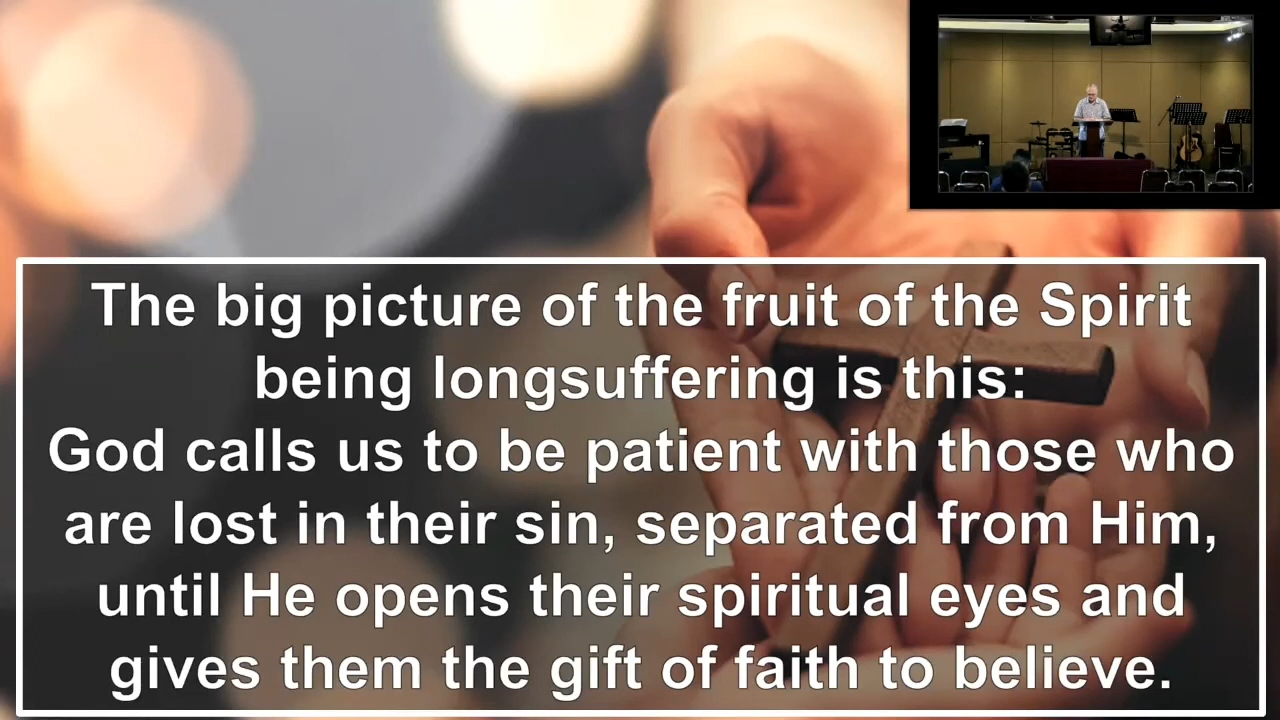 The big picture of the fruit of the Spirit
being longsuffering is this:
God calls us to be patient with those who
are lost in their sin, separated from Him,
until He opens their spiritual eyes and
gives them the gift of faith to believe.